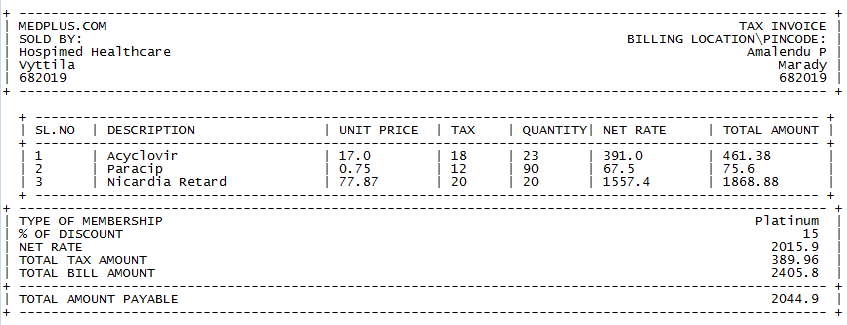 + ------------------------------------------------------------------------------------------------------ +
| MEDPLUS.COM TAX INVOICE |
| SOLD BY: BILLING LOCATION\PINCODE: |
| Hospimed Healthcare Amalendu P |
| Vyttila Marady |
| 682019 682019 |
+ ------------------------------------------------------------------------------------------------------ +
+ -------------------------------------------------------------------------------------------------- +
| SL.NO | DESCRIPTION | UNIT PRICE | TAX | QUANTITY| NET RATE | TOTAL AMOUNT |
+ -------------------------------------------------------------------------------------------------- +
| 1 | Acyclovir | 17.0 | 18 | 23 | 391.0 | 461.38 |
| 2 | Paracip | 0.75 | 12 | 90 | 67.5 | 75.6 |
| 3 | Nicardia Retard | 77.87 | 20 | 20 | 1557.4 | 1868.88 |
+ -------------------------------------------------------------------------------------------------- +
+ ------------------------------------------------------------------------------------------------------ +
| TYPE OF MEMBERSHIP Platinum |
| % OF DISCOUNT 15 |
| NET RATE 2015.9 |
| TOTAL TAX AMOUNT 389.96 |
| TOTAL BILL AMOUNT 2405.8 |
+ ------------------------------------------------------------------------------------------------------ +
| TOTAL AMOUNT PAYABLE 2044.9 |
+ ------------------------------------------------------------------------------------------------------ +